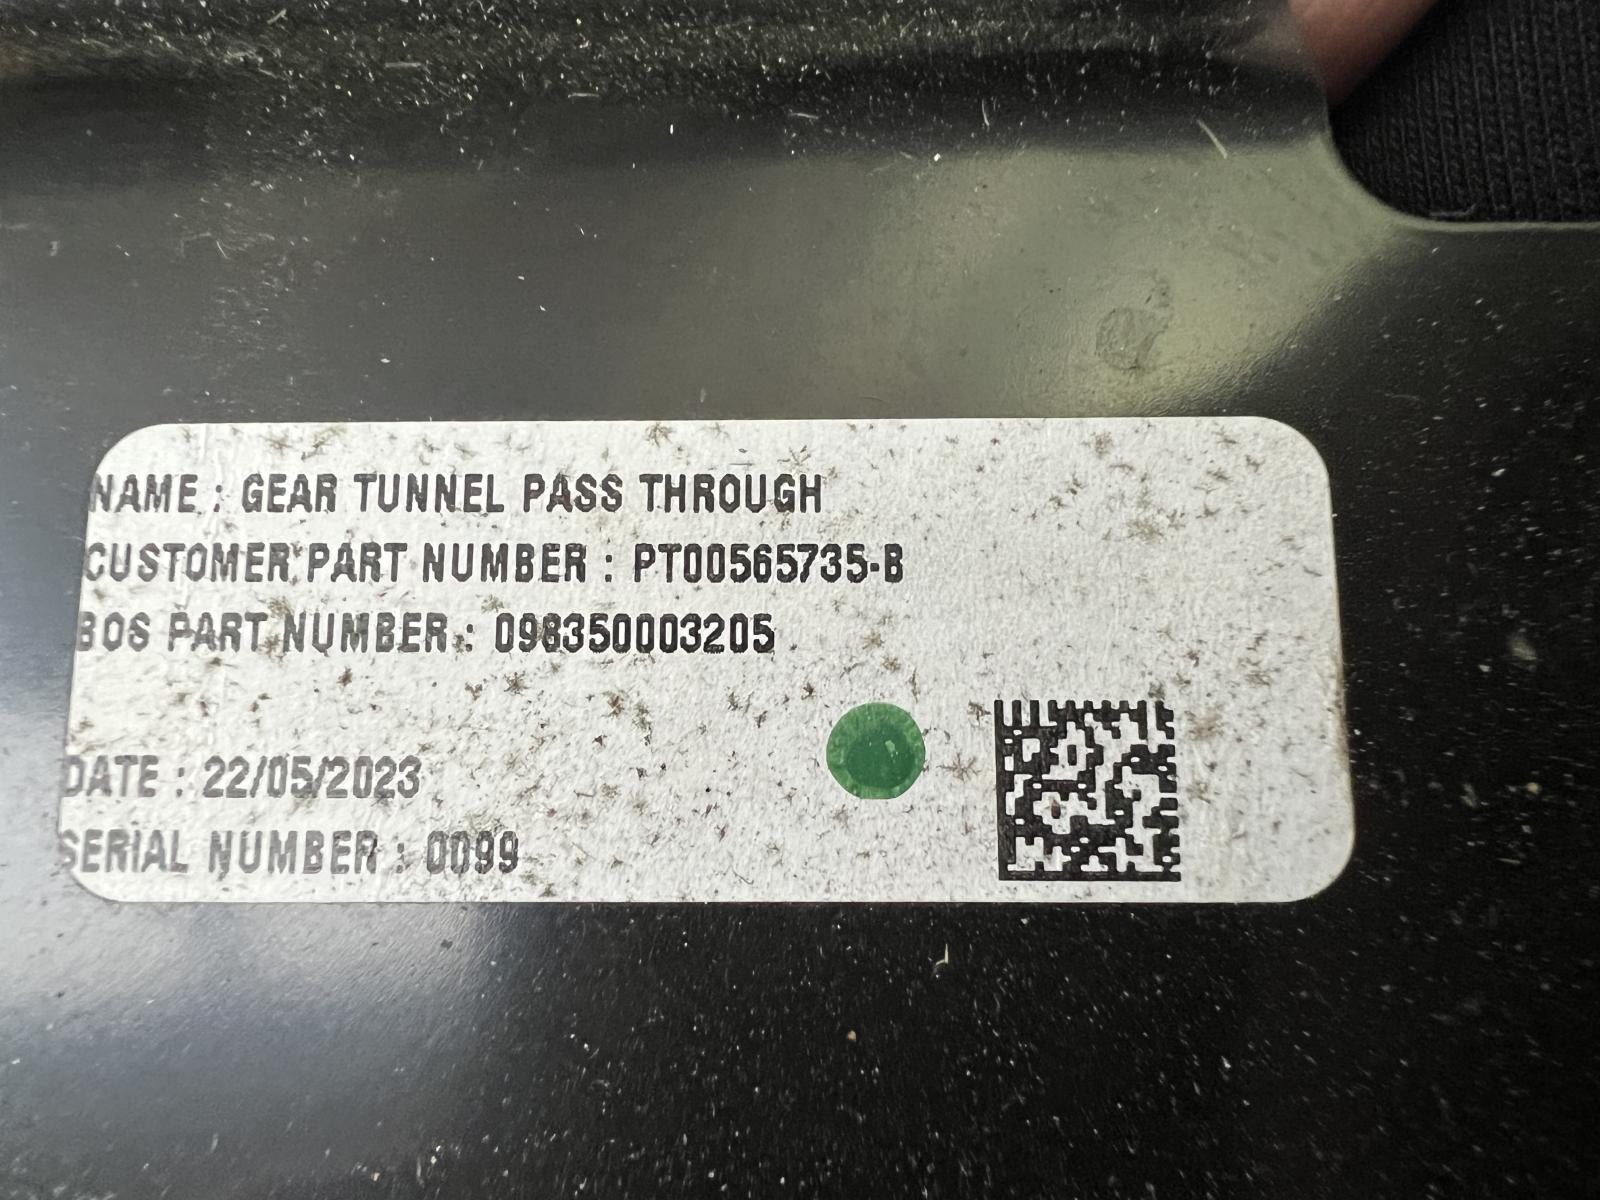 NAME : GEAR TUNNEL PASS THROUGH
CUSTOMER PART NUMBER : PT00565735-B
BOS PART NUMBER : 098350003205
DATE : 22/05/2023
SERIAL NUMBER : 0099